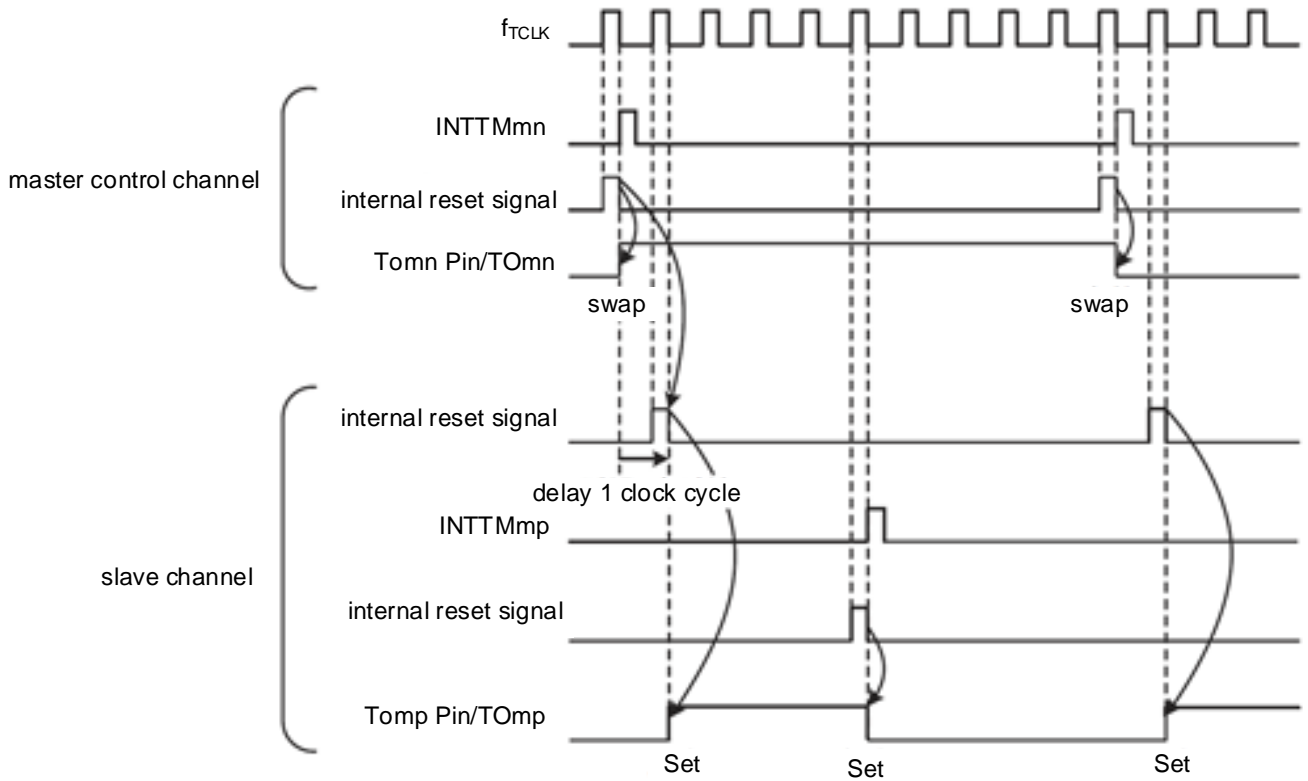 fTCLK
INTTMmn
master control channel
internal reset signal
Tomn Pin/TOmn
swap
swap
internal reset signal
delay 1 clock cycle
INTTMmp
slave channel
internal reset signal
Tomp Pin/TOmp
Set
Set
Set